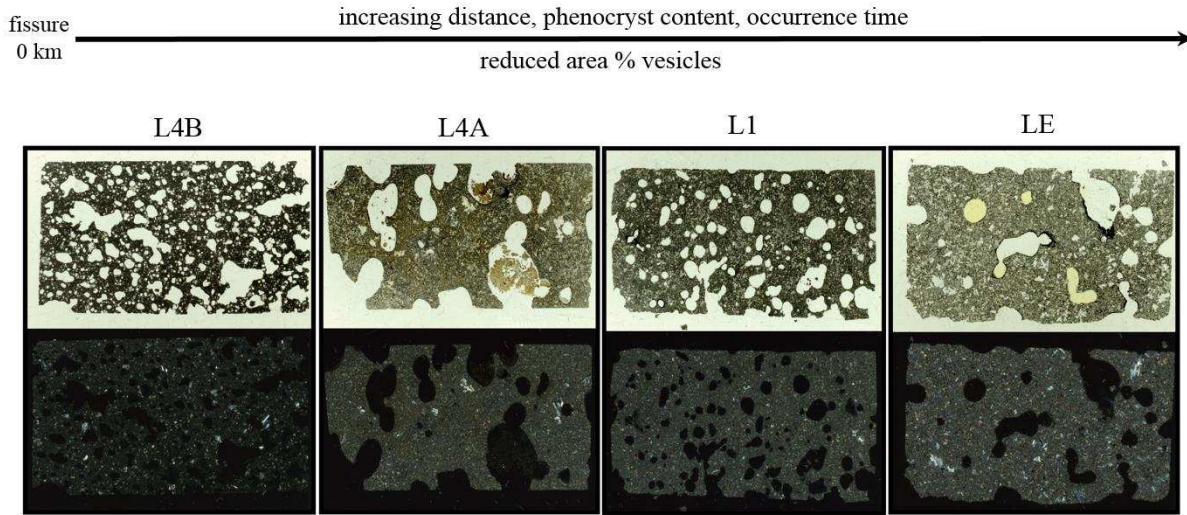 fissure
0 km
increasing distance, phenocryst content, occurrence time
reduced area % vesicles
L4B
L4A
L1
LE